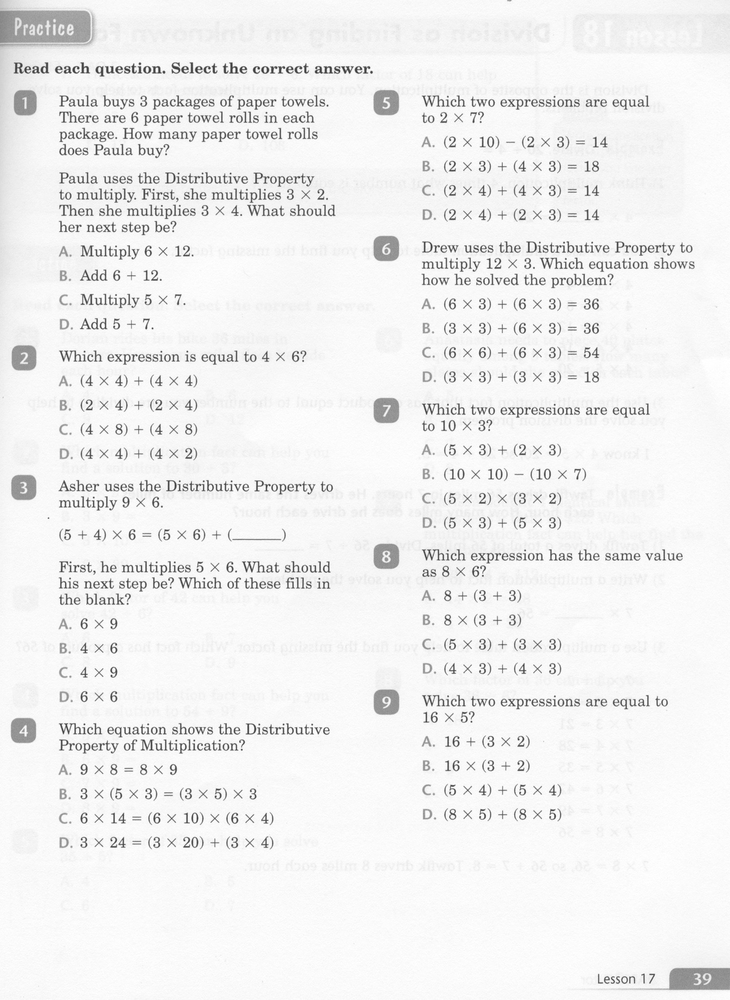 Practice
Read each question. Select the correct answer.
1 Paula buys 3 packages of paper towels.
There are 6 paper towel rolls in each
package. How many paper towel rolls
does Paula buy?
Paula uses the Distributive Property
to multiply. First, she multiplies 3 × 2.
Then she multiplies 3 × 4. What should
her next step be?
A. Multiply 6 × 12.
B. Add 6 + 12.
C. Multiply 5 × 7.
D. Add 5 + 7.
2 Which expression is equal to 4 × 6?
A. (4 × 4) + (4 × 4)
B. (2 × 4) + (2 × 4)
C. (4 × 8) + (4 × 8)
D. (4 × 4) + (4 × 2)
3 Asher uses the Distributive Property to
multiply 9 × 6.
(5 + 4) × 6 = (5 × 6) + (______)
First, he multiplies 5 × 6. What should
his next step be? Which of these fills in
the blank?
A. 6 × 9
B. 4 × 6
C. 4 × 9
D. 6 × 6
4 Which equation shows the Distributive
Property of Multiplication?
A. 9 × 8 = 8 × 9
B. 3 × (5 × 3) = (3 × 5) × 3
C. 6 × 14 = (6 × 10) × (6 × 4)
D. 3 × 24 = (3 × 20) + (3 × 4)
5 Which two expressions are equal
to 2 × 7?
A. (2 × 10) − (2 × 3) = 14
B. (2 × 3) + (4 × 3) = 18
C. (2 × 4) + (4 × 3) = 14
D. (2 × 4) + (2 × 3) = 14
6 Drew uses the Distributive Property to
multiply 12 × 3. Which equation shows
how he solved the problem?
A. (6 × 3) + (6 × 3) = 36
B. (3 × 3) + (6 × 3) = 36
C. (6 × 6) + (6 × 3) = 54
D. (3 × 3) + (3 × 3) = 18
7 Which two expressions are equal
to 10 × 3?
A. (5 × 3) + (2 × 3)
B. (10 × 10) − (10 × 7)
C. (5 × 2) × (3 × 2)
D. (5 × 3) + (5 × 3)
8 Which expression has the same value
as 8 × 6?
A. 8 + (3 + 3)
B. 8 × (3 + 3)
C. (5 × 3) + (3 × 3)
D. (4 × 3) + (4 × 3)
9 Which two expressions are equal to
16 × 5?
A. 16 + (3 × 2)
B. 16 × (3 + 2)
C. (5 × 4) + (5 × 4)
D. (8 × 5) + (8 × 5)
Lesson 17 39